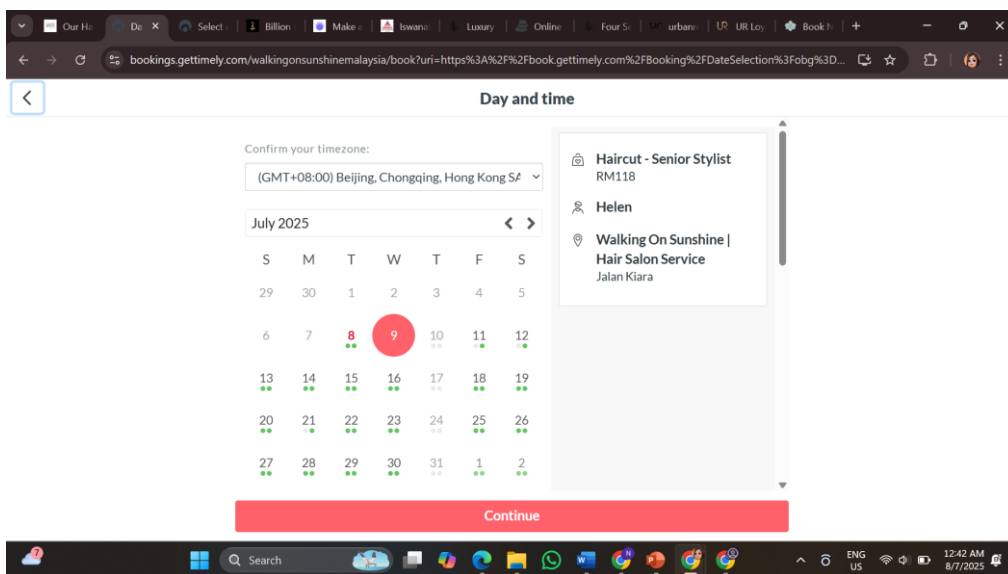 Our Ho
Da
Select a
Billion
Make a
Iswana
Luxury
Online
Four Se
urbann
UR UR Loy
Book N
bookings.gettimely.com/walkingonsunshinemalaysia/book?uri=https%3A%2F%2Fbook.gettimely.com%2FBooking%2FDateSelection%3Fobg%3D...
Day and time
Confirm your timezone:
(GMT+08:00) Beijing, Chongqing, Hong Kong SA
July 2025
S M T W T F S
29 30 1 2 3 4 5
6 7 8 9 10 11 12
13 14 15 16 17 18 19
20 21 22 23 24 25 26
27 28 29 30 31 1 2
Haircut - Senior Stylist
RM118
Helen
Walking On Sunshine |
Hair Salon Service
Jalan Kiara
Continue
7
Search
ENG
US
12:42 AM
8/7/2025